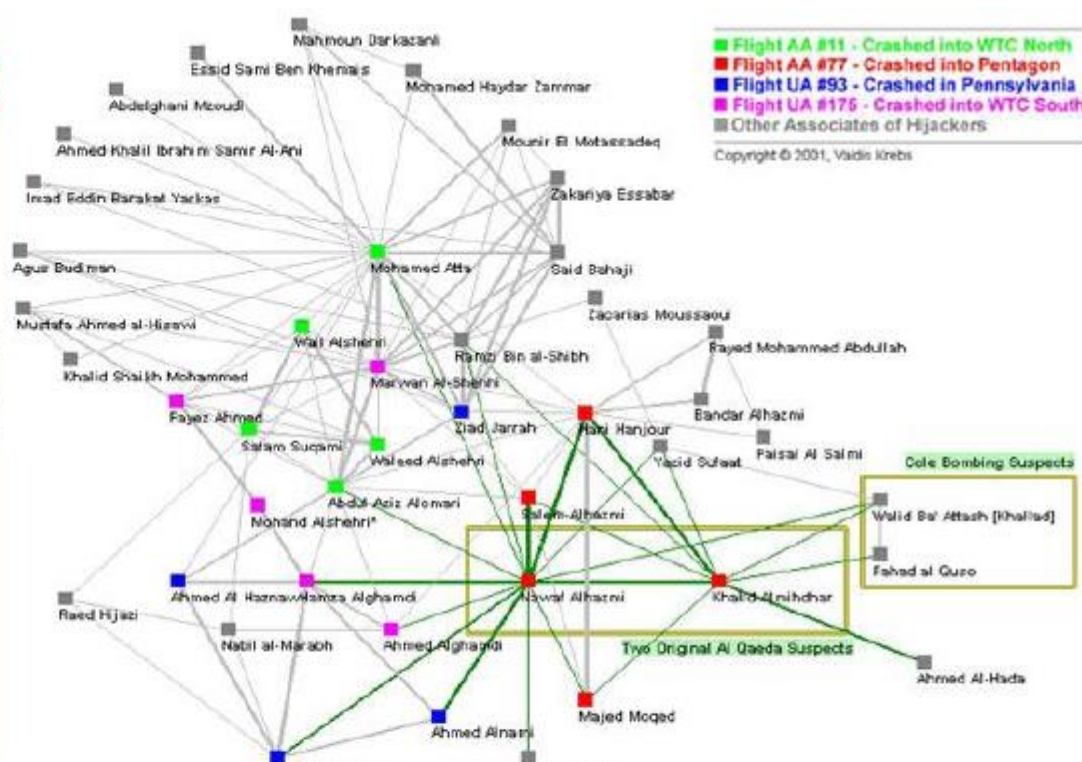 Mahmoun Darkazanli
Essid Sami Ben Khemais
Mohamed Haydar Zammar
Abdelghani Mzoudi
Mounir El Motassadeq
Ahmed Khalil Ibrahim Samir Al-Ani
Zakariya Essabar
Imad Eddin Barakat Yarkas
Flight AA #11 - Crashed into WTC North
Flight AA #77 - Crashed into Pentagon
Flight UA #93 - Crashed in Pennsylvania
Flight UA #175 - Crashed into WTC South
Other Associates of Hijackers
Copyright © 2001, Valdis Krebs
Agus Budiman
Mohamed Atta
Said Bahaji
Mustafa Ahmed al-Hisawi
Zacarias Moussaoui
Wail Alshehri
Ramzi Bin al-Shibh
Rayed Mohammed Abdullah
Khalid Shaikh Mohammed
Marwan Al-Shehhi
Fayez Ahmed
Ziad Jarrah
Hani Hanjour
Bandar Alhazmi
Satam Suqami
Waleed Alshehri
Yazid Sufaat
Faisal Al Salmi
Cole Bombing Suspects
Abdul Aziz Alomari
Salem Alhazmi
Mohand Alshehri*
Walid Ba' Attash [Khallad]
Fahad al Quso
Ahmed Al Haznawi
Hamza Alghamdi
Nawaf Alhazmi
Khalid Almihdhar
Raed Hijazi
Nabil al-Marabh
Ahmed Alghamdi
Two Original Al Qaeda Suspects
Ahmed Al-Hada
Majed Moqed
Ahmed Alnami